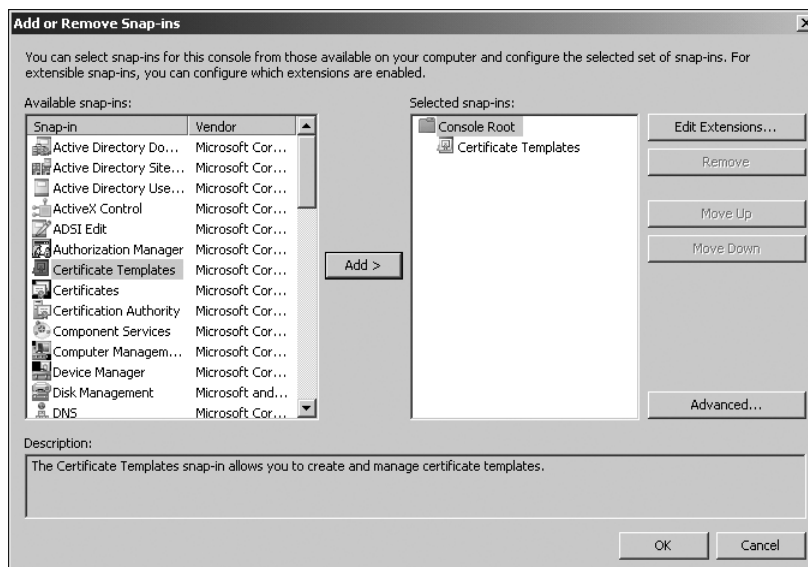 Add or Remove Snap-ins
You can select snap-ins for this console from those available on your computer and configure the selected set of snap-ins. For
extensible snap-ins, you can configure which extensions are enabled.
Available snap-ins:
Snap-in Vendor
Active Directory Do... Microsoft Cor...
Active Directory Site... Microsoft Cor...
Active Directory Use... Microsoft Cor...
ActiveX Control Microsoft Cor...
ADSI Edit Microsoft Cor...
Authorization Manager Microsoft Cor...
Certificate Templates Microsoft Cor...
Certificates Microsoft Cor...
Certification Authority Microsoft Cor...
Component Services Microsoft Cor...
Computer Managem... Microsoft Cor...
Device Manager Microsoft Cor...
Disk Management Microsoft and...
DNS Microsoft Cor...
Add >
Selected snap-ins:
Console Root
Certificate Templates
Edit Extensions...
Remove
Move Up
Move Down
Advanced...
Description:
The Certificate Templates snap-in allows you to create and manage certificate templates.
OK
Cancel